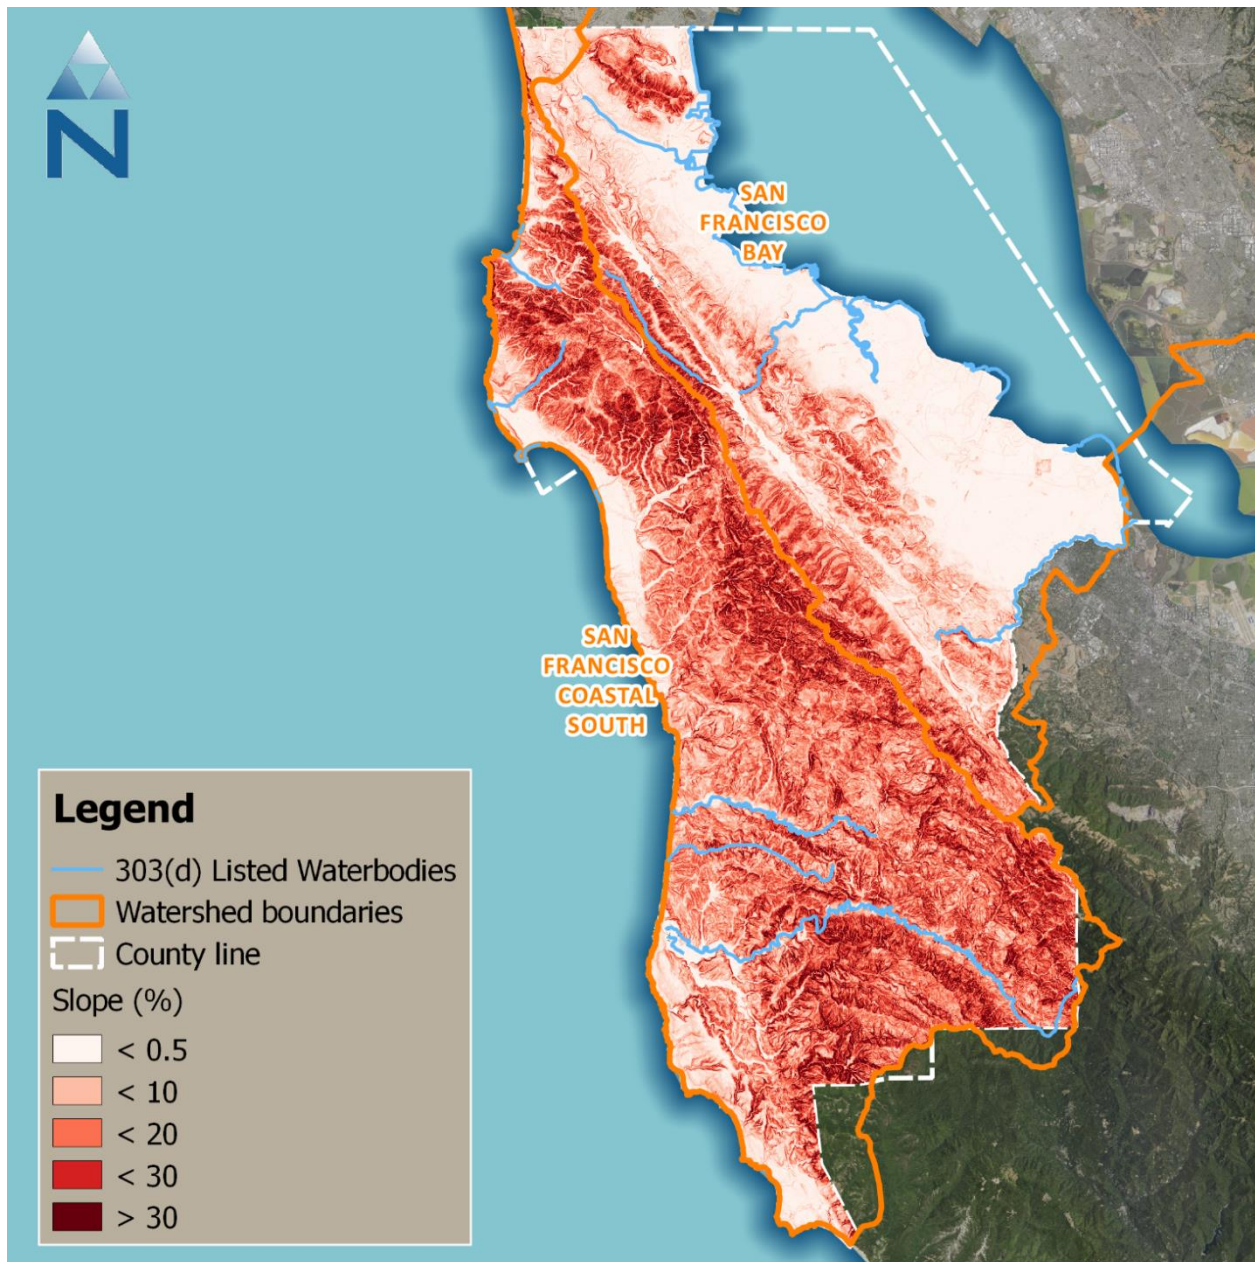 N
SAN
FRANCISCO
BAY
SAN
FRANCISCO
COASTAL
SOUTH
Legend
303(d) Listed Waterbodies
Watershed boundaries
County line
Slope (%)
< 0.5
< 10
< 20
< 30
> 30